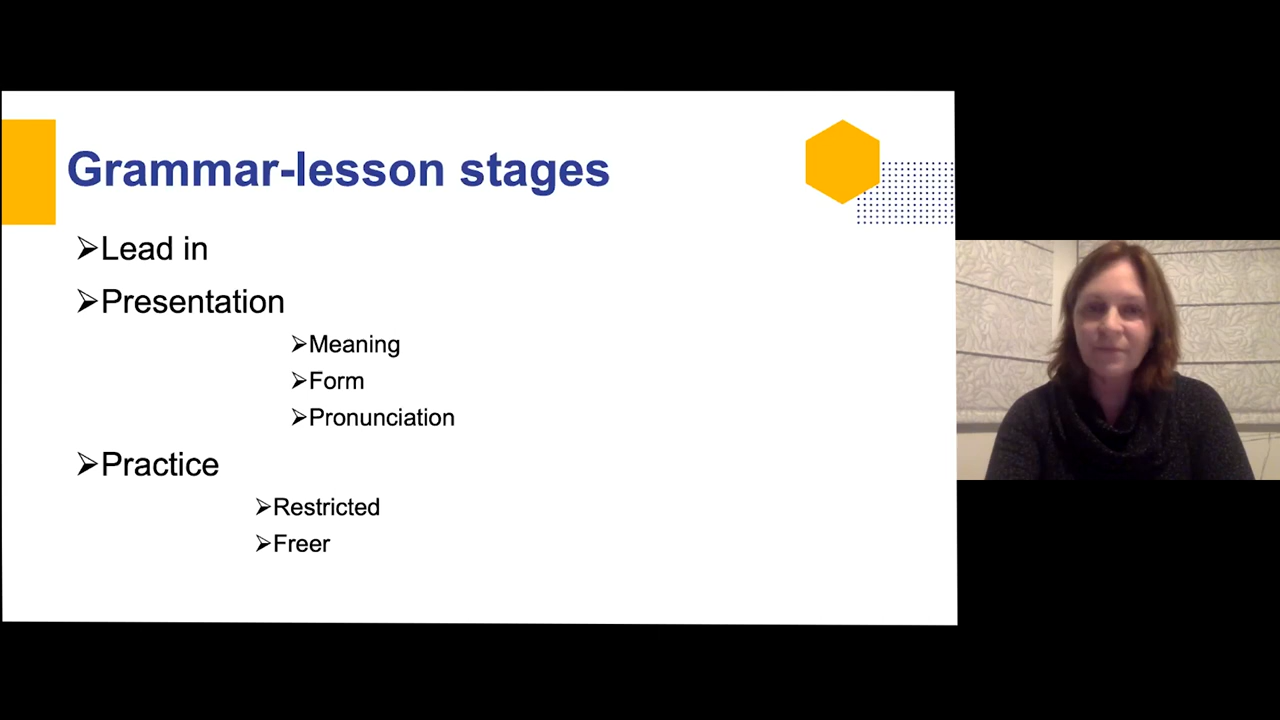 Grammar-lesson stages
➢Lead in
➢Presentation
➢Meaning
➢Form
➢Pronunciation
➢Practice
➢Restricted
➢Freer